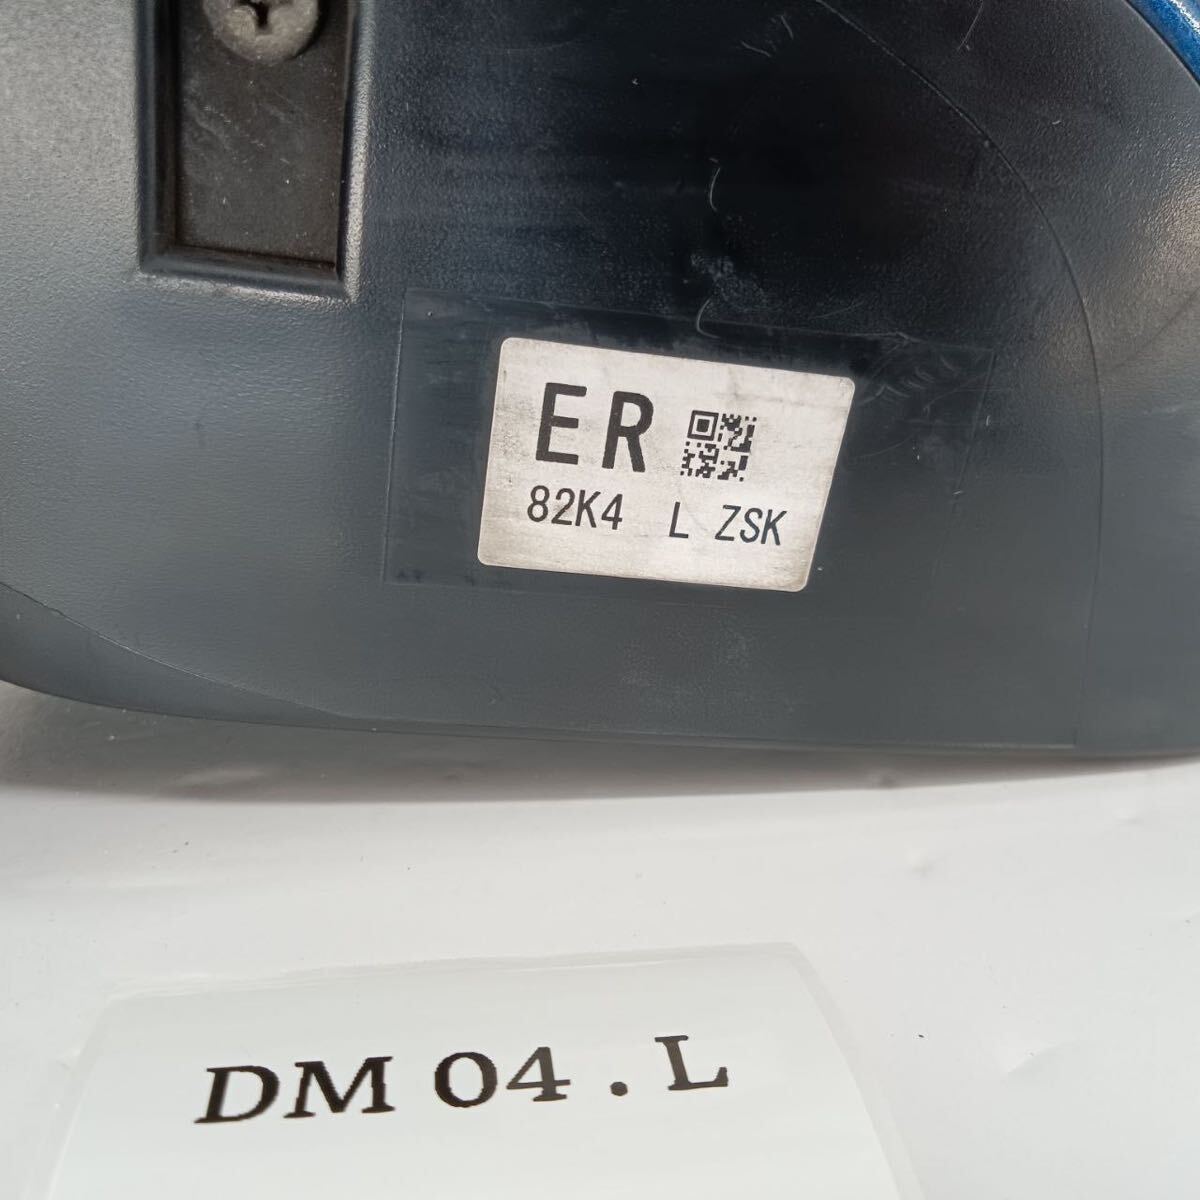 ER
82K4 L ZSK
DM 04 . L